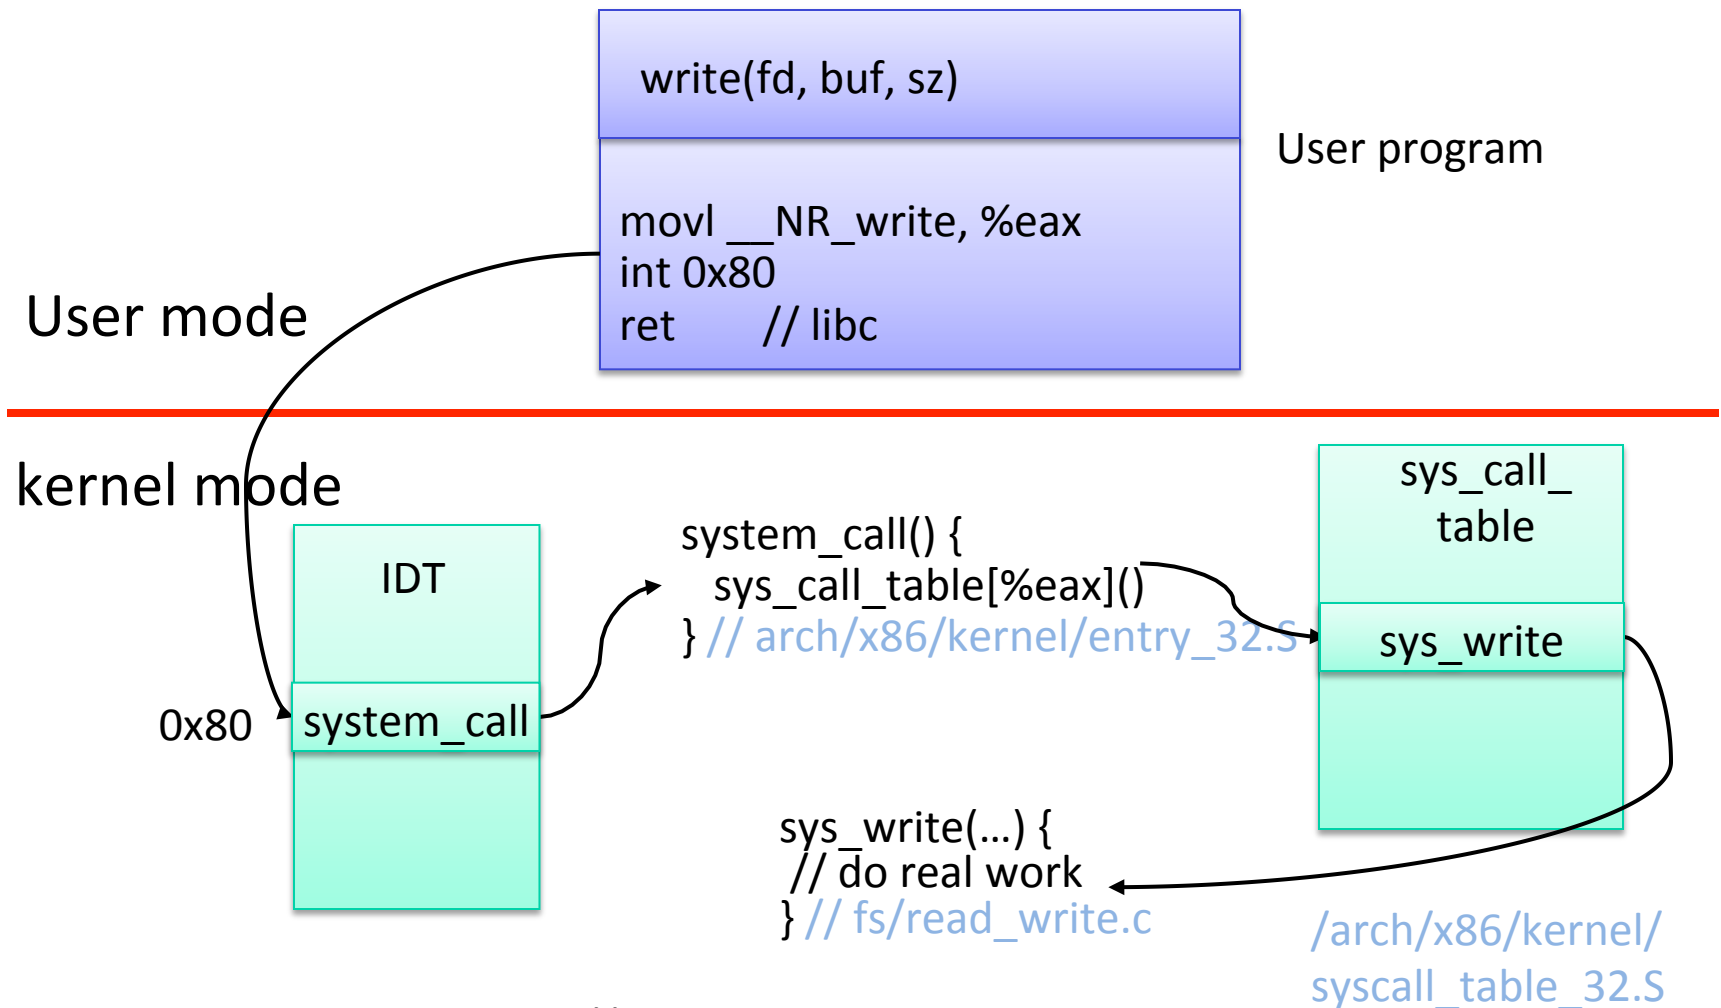 write(fd, buf, sz)
User program
movl __NR_write, %eax
int 0x80
ret // libc
User mode
kernel mode
IDT
0x80
system_call
system_call() {
sys_call_table[%eax]()
} // arch/x86/kernel/entry_32.S
sys_call_
table
sys_write
sys_write(…) {
// do real work
} // fs/read_write.c
/arch/x86/kernel/
syscall_table_32.S